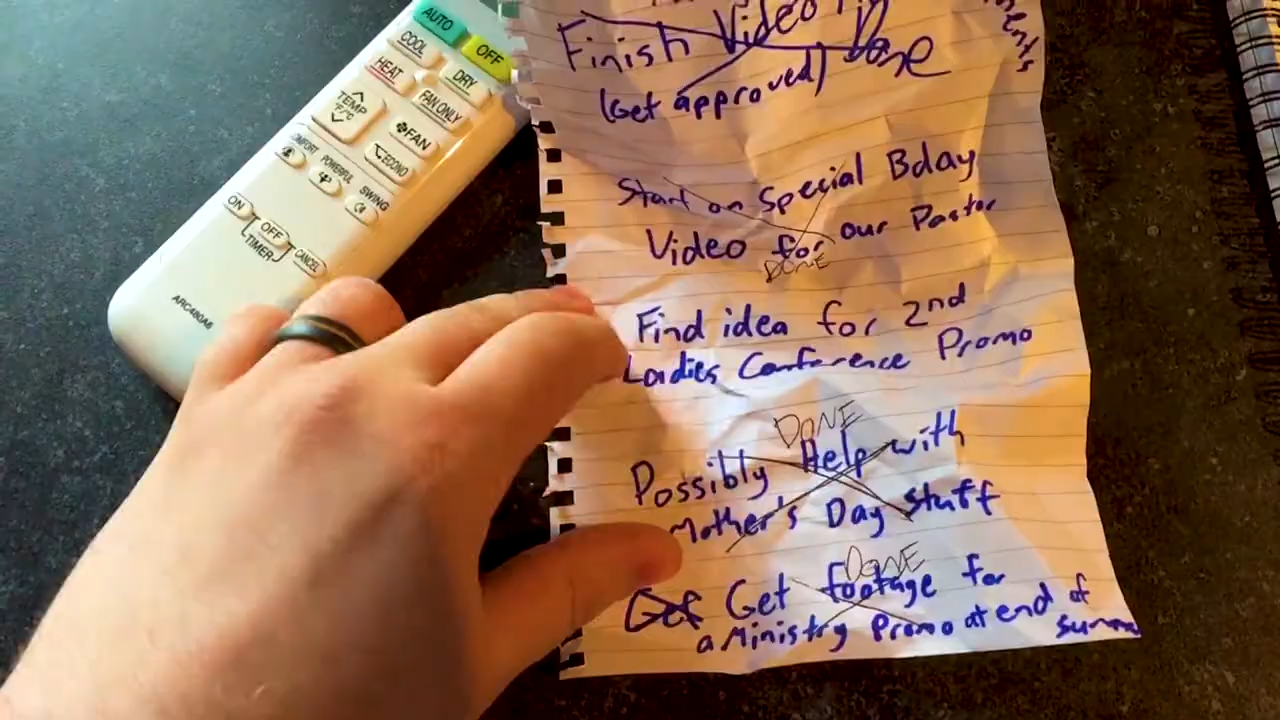 AUTO
OFF
COOL
HEAT
DRY
TEMP
°F°C
FAN ONLY
FAN
ECONO
COMFORT
POWERFUL
SWING
ON
OFF
TIMER
CANCEL
ARC480A8
Finish Video
Done
(Get approved)
Start on Special Bday
Video for our Pastor
DONE
Find idea for 2nd
Ladies Conference Promo
DONE
Possibly Help with
Mother's Day Stuff
DONE
Get Get footage for
a Ministry Promo at end of
summe